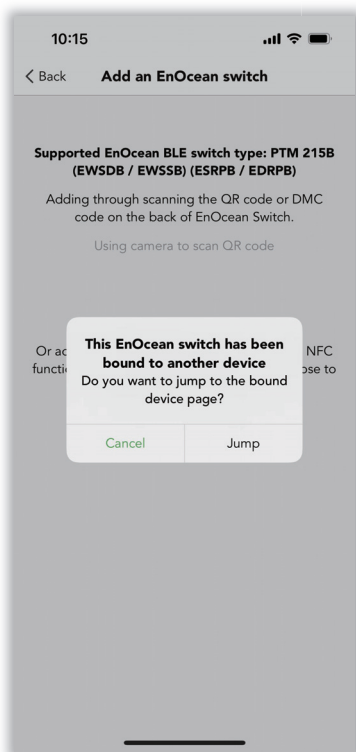 10:15
Back
Add an EnOcean switch
Supported EnOcean BLE switch type: PTM 215B
(EWSDB / EWSSB) (ESRPB / EDRPB)
Adding through scanning the QR code or DMC
code on the back of EnOcean Switch.
Using camera to scan QR code
This EnOcean switch has been
bound to another device
Do you want to jump to the bound
device page?
Or NFC
to
Cancel Jump